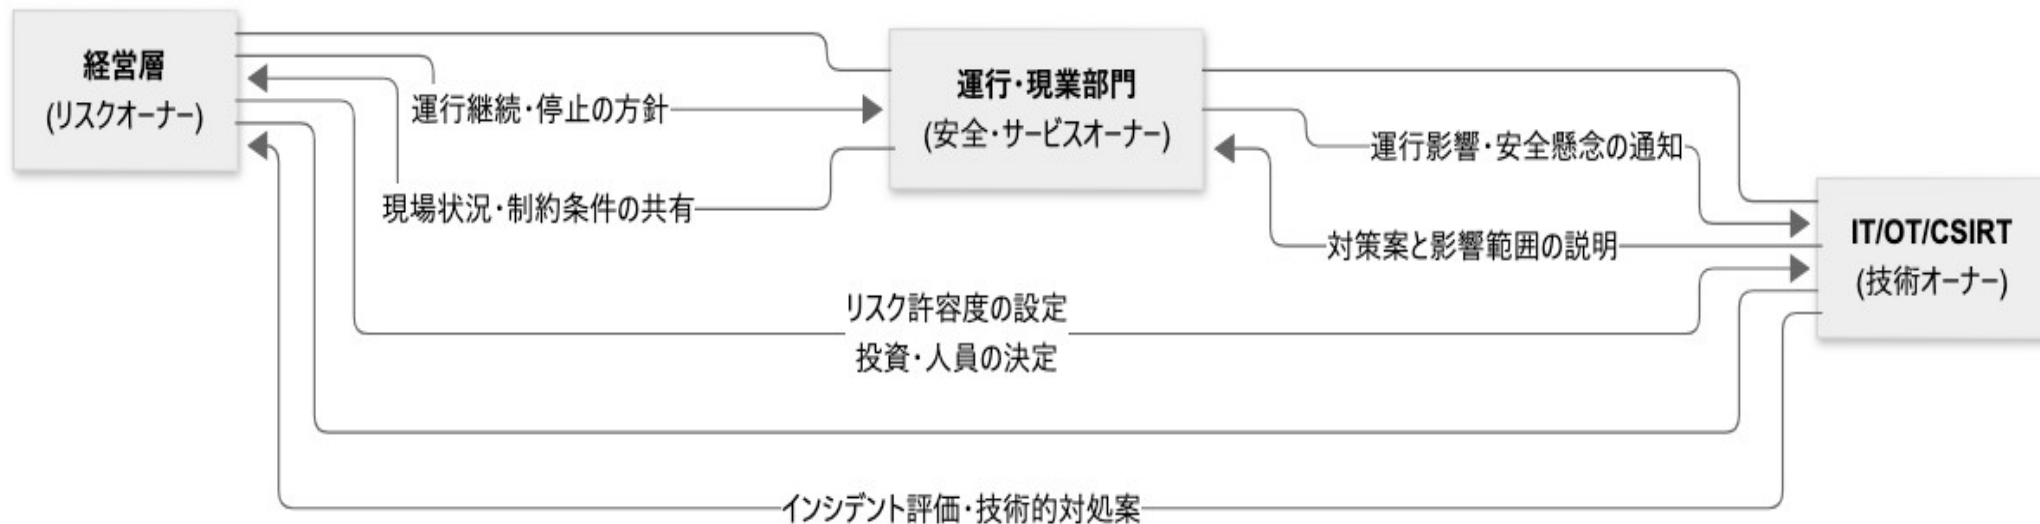 経営層
(リスクオーナー)
運行・現業部門
(安全・サービスオーナー)
IT/OT/CSIRT
(技術オーナー)
運行継続・停止の方針
現場状況・制約条件の共有
運行影響・安全懸念の通知
対策案と影響範囲の説明
リスク許容度の設定
投資・人員の決定
インシデント評価・技術的対処案